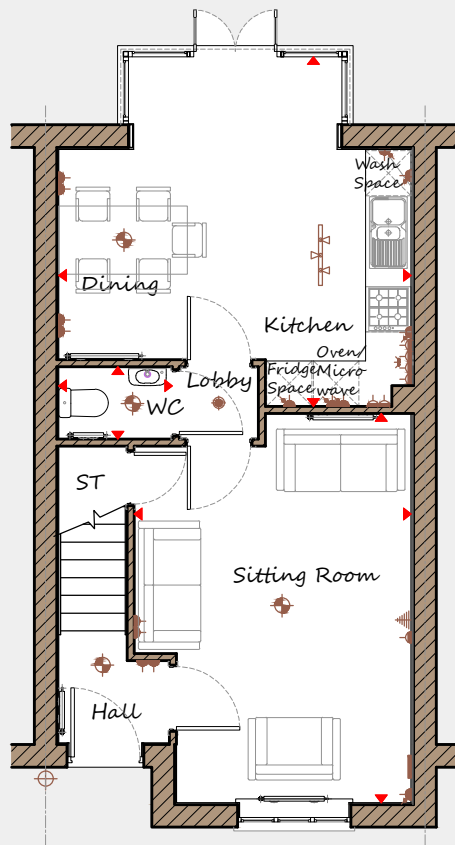 Wash
Space
Dining
Kitchen
Oven/
Fridge Micro
Space wave
Lobby
WC
ST
Sitting Room
Hall